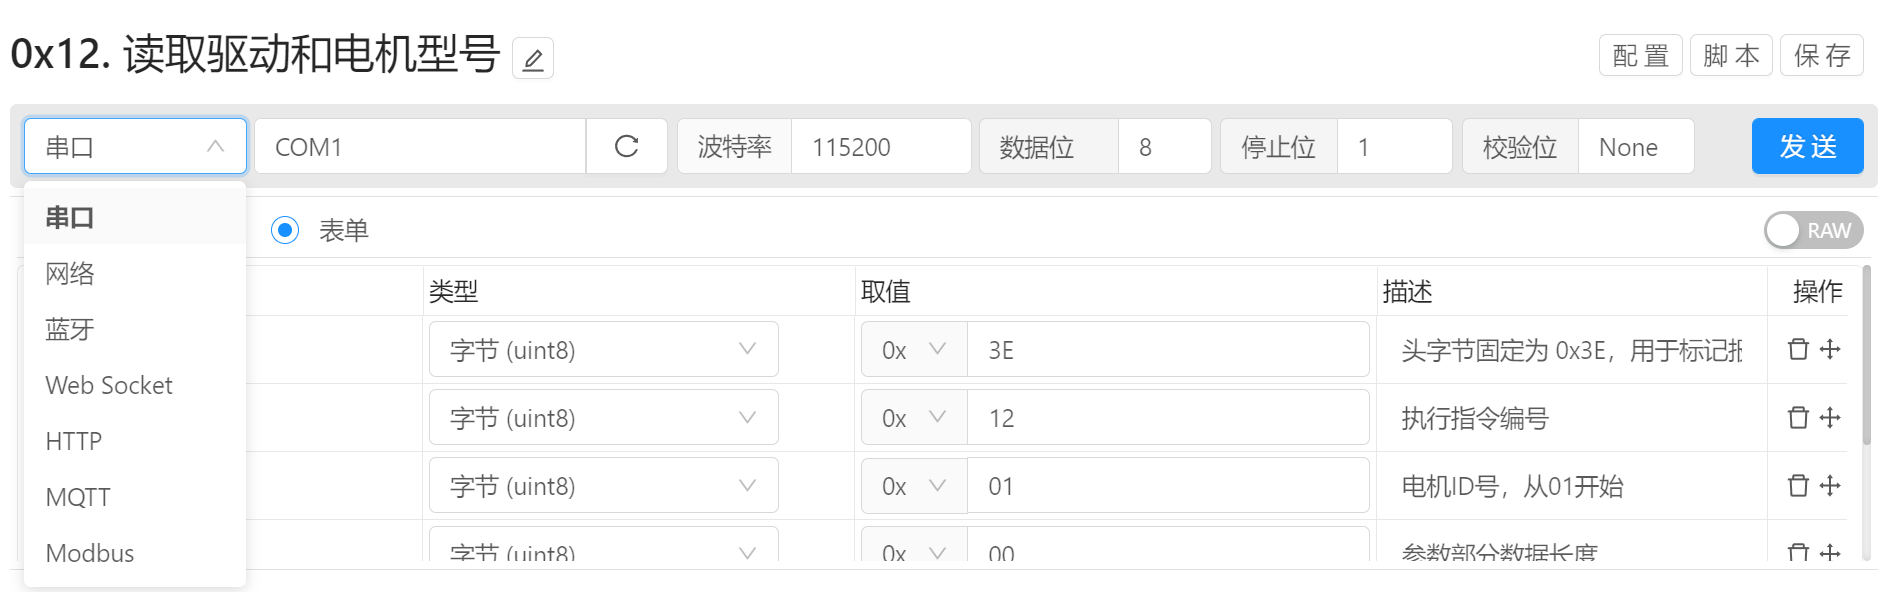 0x12. 读取驱动和电机型号
配置 脚本 保存
串口 COM1 波特率 115200 数据位 8 停止位 1 校验位 None 发送
串口
网络
蓝牙
Web Socket
HTTP
MQTT
Modbus
表单 RAW
类型 取值 描述 操作
字节 (uint8) 0x 3E 头字节固定为 0x3E，用于标记
字节 (uint8) 0x 12 执行指令编号
字节 (uint8) 0x 01 电机ID号，从01开始
字节 (uint8) 0x 00 参数部分数据长度